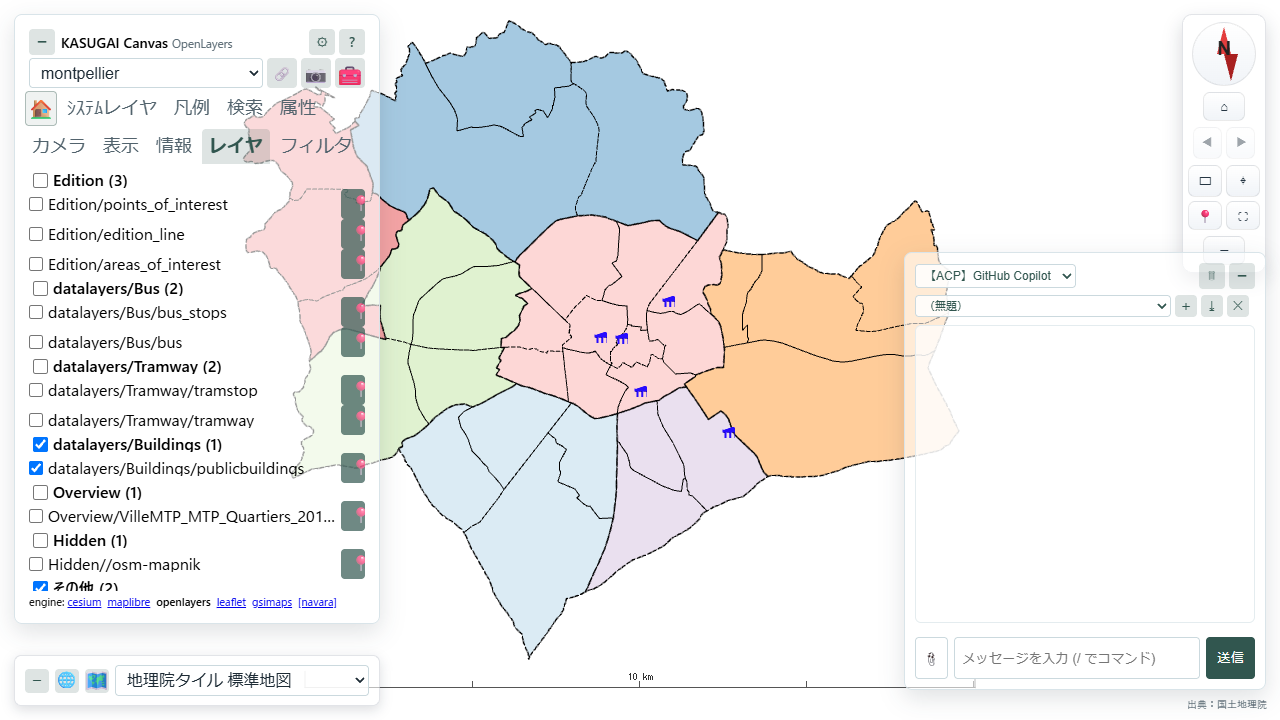 − KASUGAI Canvas OpenLayers ⚙ ?
montpellier
🏠 ｼｽﾃﾑレイヤ 凡例 検索 属性
カメラ 表示 情報 レイヤ フィルタ
Edition (3)
Edition/points_of_interest
Edition/edition_line
Edition/areas_of_interest
datalayers/Bus (2)
datalayers/Bus/bus_stops
datalayers/Bus/bus
datalayers/Tramway (2)
datalayers/Tramway/tramstop
datalayers/Tramway/tramway
datalayers/Buildings (1)
datalayers/Buildings/publicbuildings
Overview (1)
Overview/VilleMTP_MTP_Quartiers_201...
Hidden (1)
Hidden//osm-mapnik
その他 (2)
engine: cesium maplibre openlayers leaflet gsimaps [navara]
− 地理院タイル 標準地図
10 km
N
【ACP】GitHub Copilot
（無題）
メッセージを入力 (/ でコマンド)
送信
出典：国土地理院